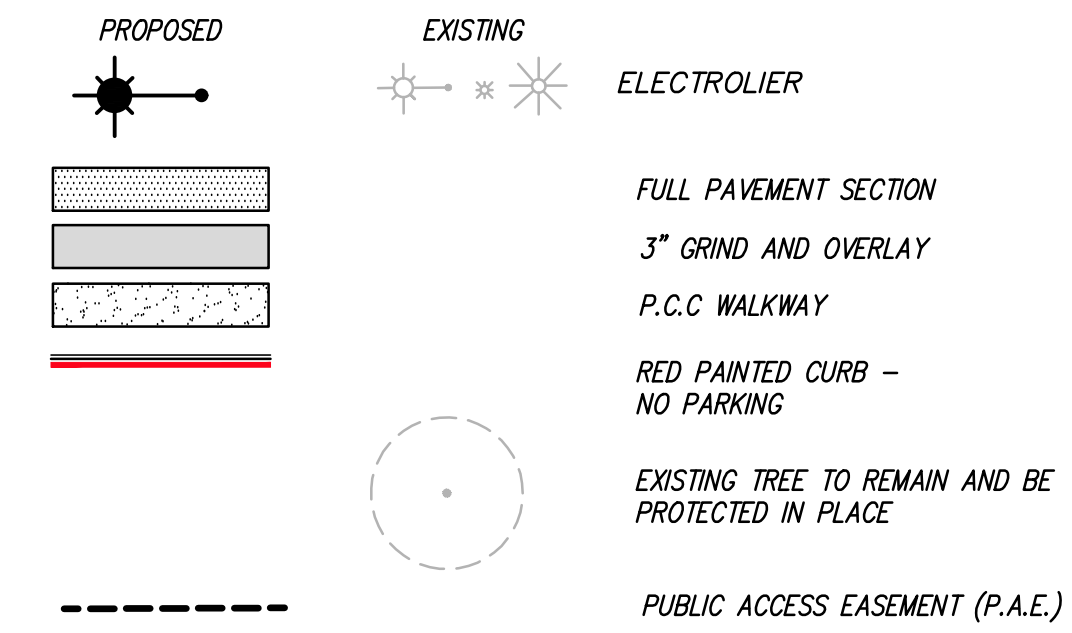 PROPOSED EXISTING
ELECTROLIER
FULL PAVEMENT SECTION
3" GRIND AND OVERLAY
P.C.C WALKWAY
RED PAINTED CURB –
NO PARKING
EXISTING TREE TO REMAIN AND BE
PROTECTED IN PLACE
PUBLIC ACCESS EASEMENT (P.A.E.)